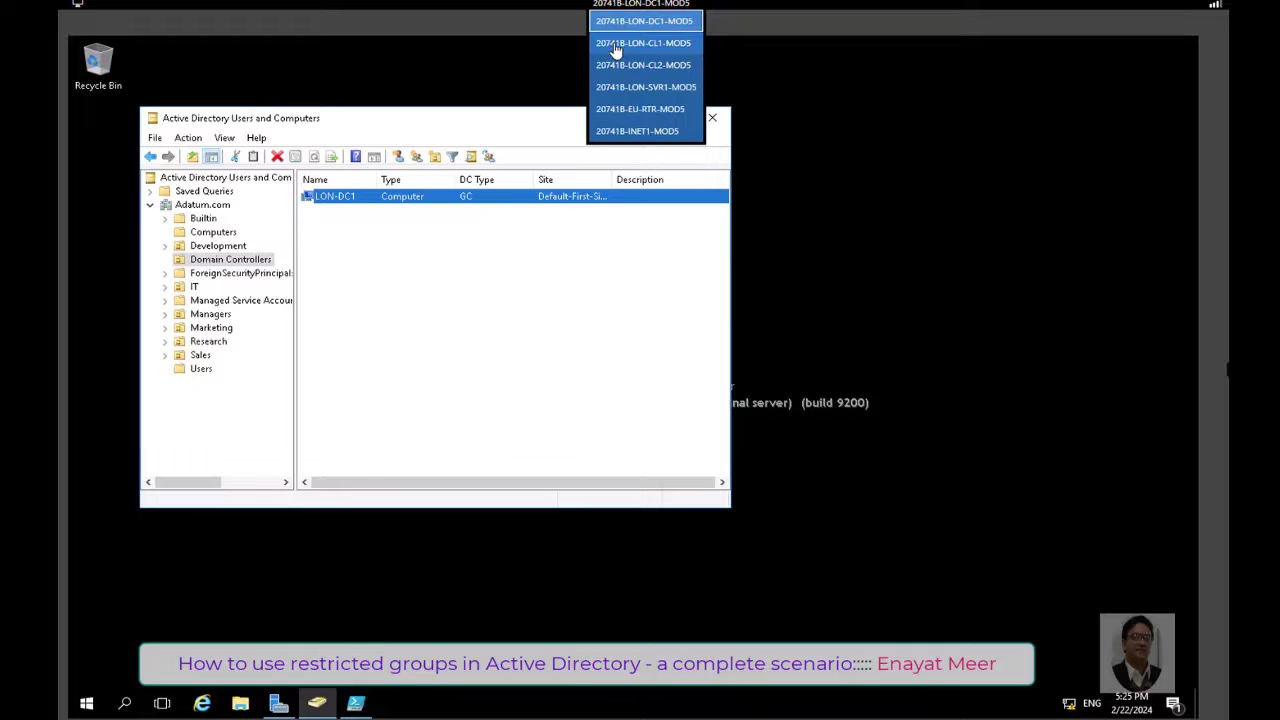 20741B-LON-DC1-MOD5
20741B-LON-DC1-MOD5
20741B-LON-CL1-MOD5
20741B-LON-CL2-MOD5
20741B-LON-SVR1-MOD5
20741B-EU-RTR-MOD5
20741B-INET1-MOD5
Recycle Bin
Active Directory Users and Computers
File Action View Help
Active Directory Users and Com
Saved Queries
Adatum.com
Builtin
Computers
Development
Domain Controllers
ForeignSecurityPrincipals
IT
Managed Service Accou
Managers
Marketing
Research
Sales
Users
Name Type DC Type Site Description
LON-DC1 Computer GC Default-First-Si...
nal server) (build 9200)
How to use restricted groups in Active Directory - a complete scenario::::: Enayat Meer
ENG
5:25 PM
2/22/2024
1